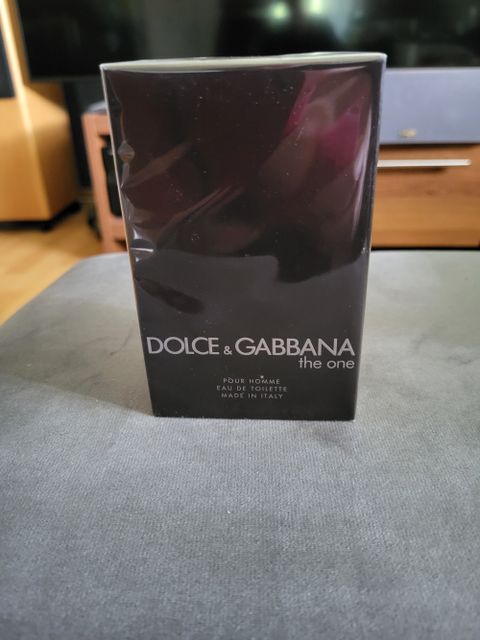 DOLCE & GABBANA
the one
POUR HOMME
EAU DE TOILETTE
MADE IN ITALY